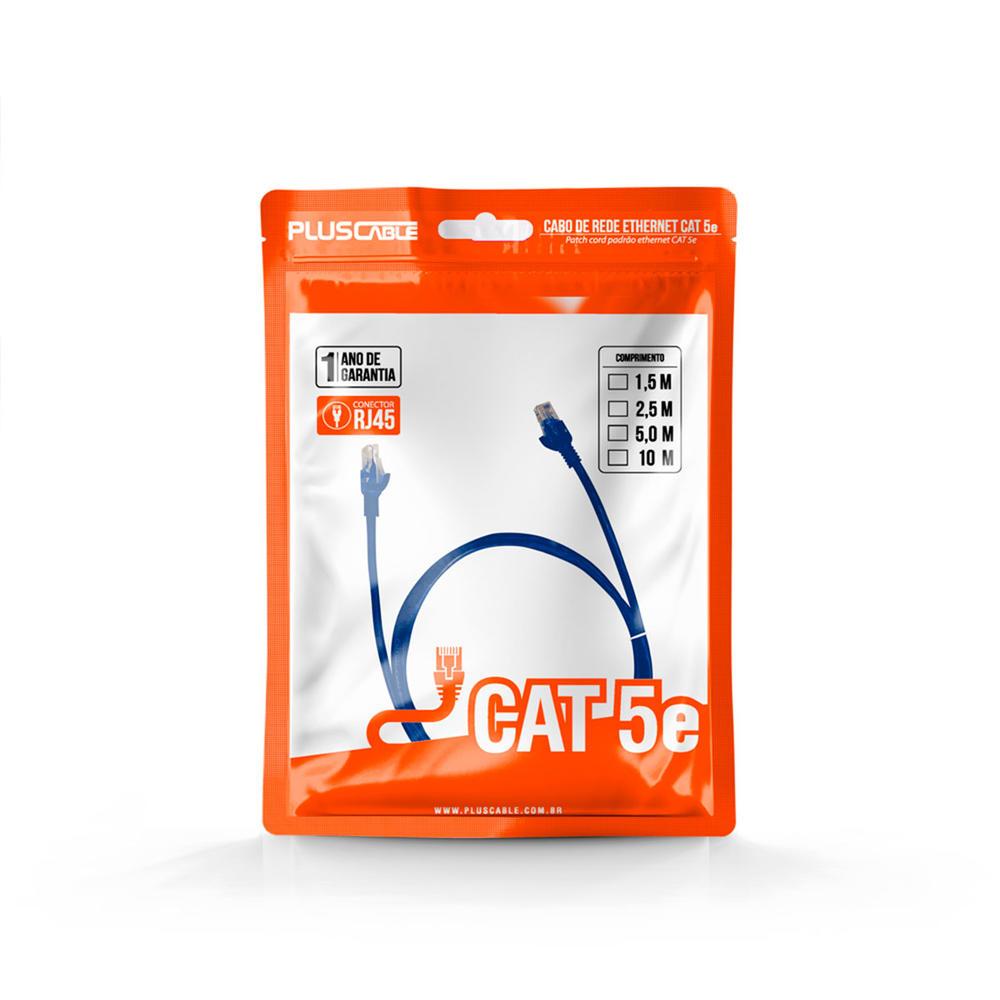 PLUSCABLE
CABO DE REDE ETHERNET CAT 5e
Patch cord padrão ethernet CAT 5e
1 ANO DE
GARANTIA
CONECTOR
RJ45
COMPRIMENTO
1,5 M
2,5 M
5,0 M
10 M
CAT 5e
WWW.PLUSCABLE.COM.BR